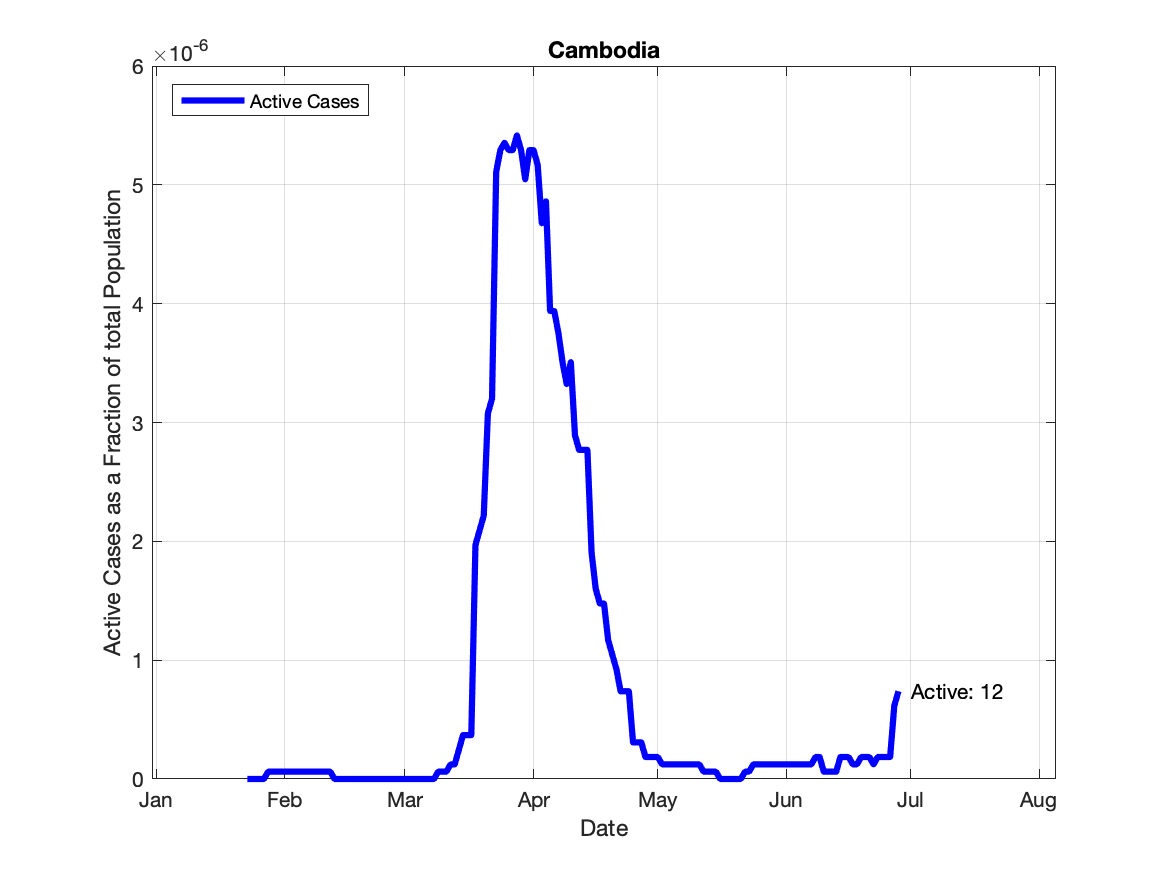 Cambodia
×10-6
Active Cases
6
5
4
3
2
1
0
Active Cases as a Fraction of total Population
Active: 12
Jan Feb Mar Apr May Jun Jul Aug
Date